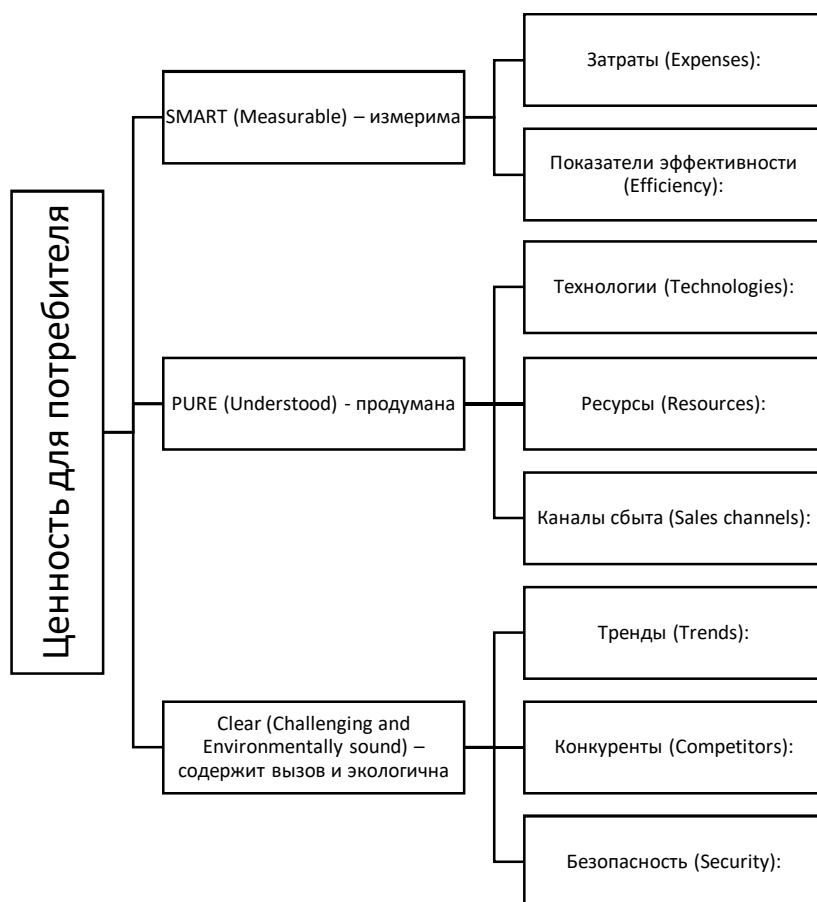 Ценность для потребителя
SMART (Measurable) – измерима
Затраты (Expenses):
Показатели эффективности
(Efficiency):
PURE (Understood) - продумана
Технологии (Technologies):
Ресурсы (Resources):
Каналы сбыта (Sales channels):
Clear (Challenging and
Environmentally sound) –
содержит вызов и экологична
Тренды (Trends):
Конкуренты (Competitors):
Безопасность (Security):